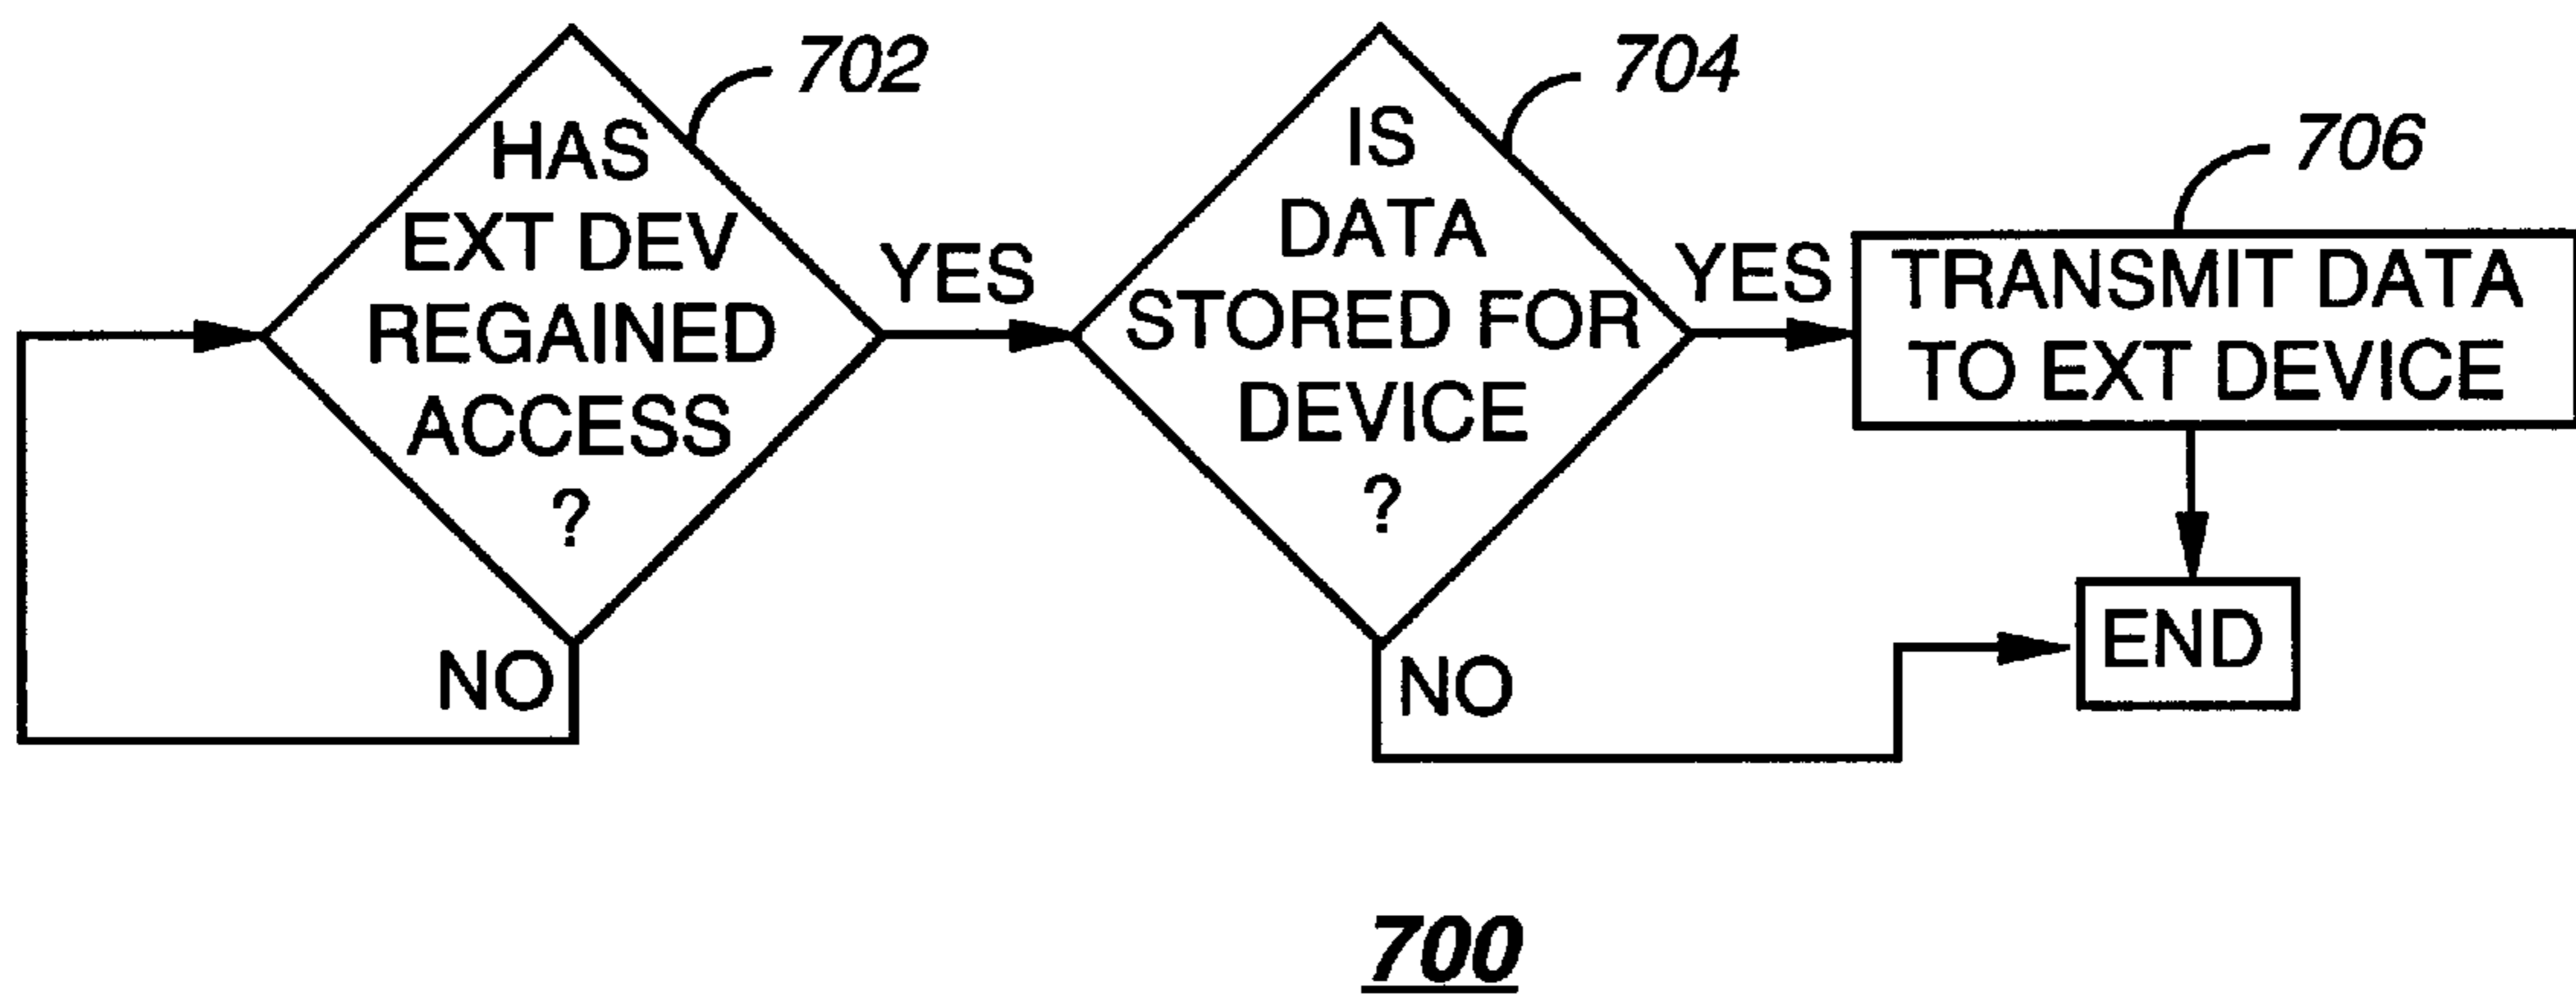 702
HAS
EXT DEV
REGAINED
ACCESS
?
YES
NO
704
IS
DATA
STORED FOR
DEVICE
?
YES
NO
706
TRANSMIT DATA
TO EXT DEVICE
END
700